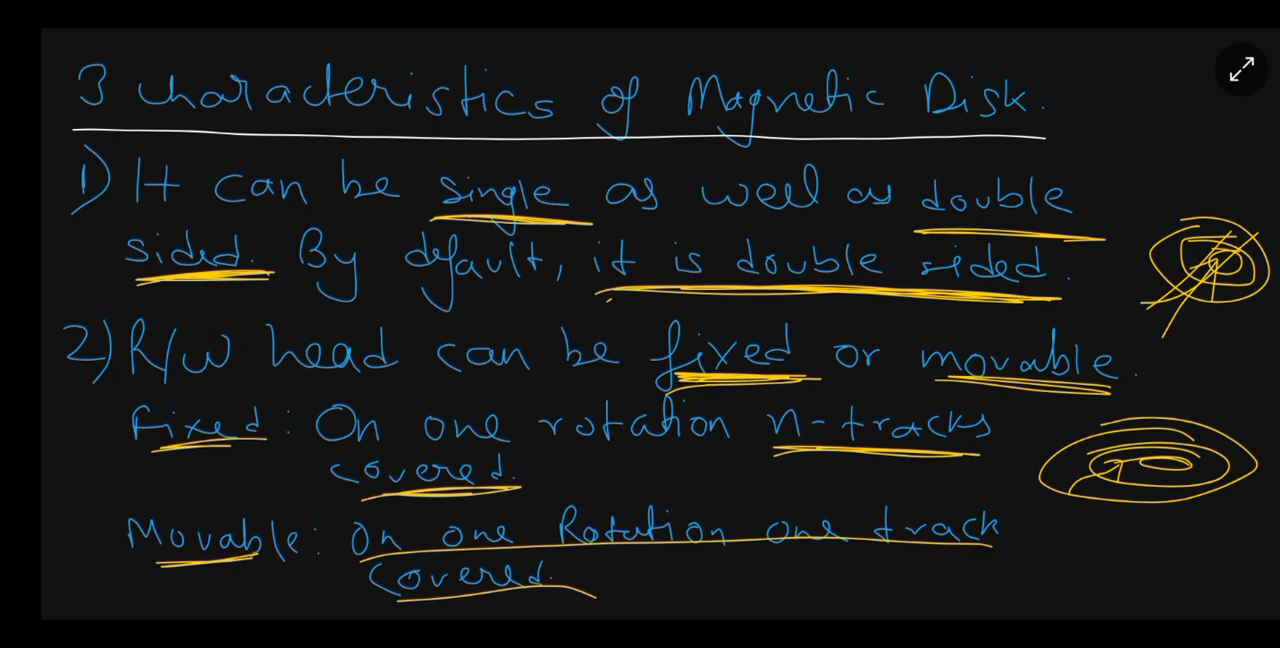 3 characteristics of Magnetic Disk.
1) It can be single as well as double
sided. By default, it is double sided.
2) R/W head can be fixed or movable.
Fixed: On one rotation n-tracks
covered.
Movable: On one Rotation one track
covered.